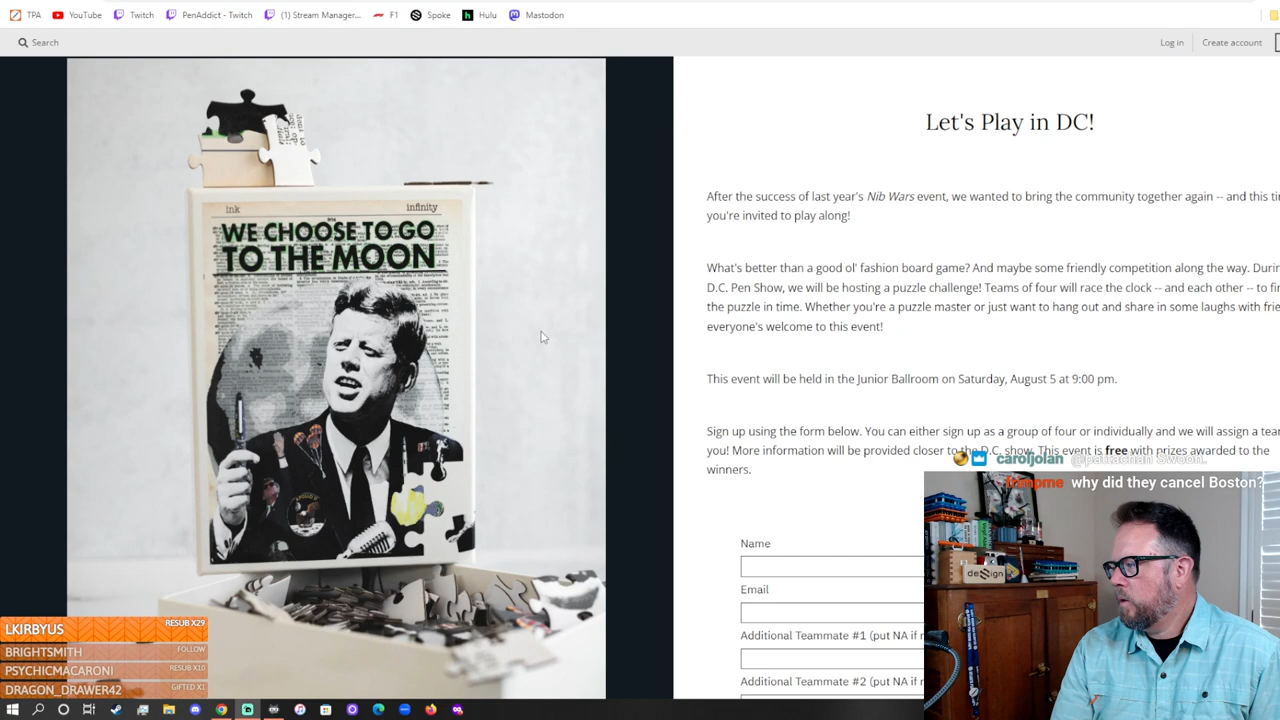 TPA
YouTube
Twitch
PenAddict - Twitch
(1) Stream Manager...
F1
Spoke
Hulu
Mastodon
Search
Log in
Create account
ink
infinity
WE CHOOSE TO GO
TO THE MOON
Let's Play in DC!
After the success of last year's Nib Wars event, we wanted to bring the community together again -- and this
you're invited to play along!
What's better than a good ol' fashion board game? And maybe some friendly competition along the way.
D.C. Pen Show, we will be hosting a puzzle challenge! Teams of four will race the clock -- and each other -- to
the puzzle in time. Whether you're a puzzle master or just want to hang out and share in some laughs with
everyone's welcome to this event!
This event will be held in the Junior Ballroom on Saturday, August 5 at 9:00 pm.
Sign up using the form below. You can either sign up as a group of four or individually and we will assign a
you! More information will be provided closer to the D.C. show. This event is free with prizes awarded to the
winners.
caroljolan
frimpme why did they cancel Boston?
Name
Email
Additional Teammate #1 (put NA if
Additional Teammate #2 (put NA if
design
APOLLO
LKIRBYUS RESUB X29
BRIGHTSMITH FOLLOW
PSYCHICMACARONI RESUB X10
DRAGON_DRAWER42 GIFTED X1